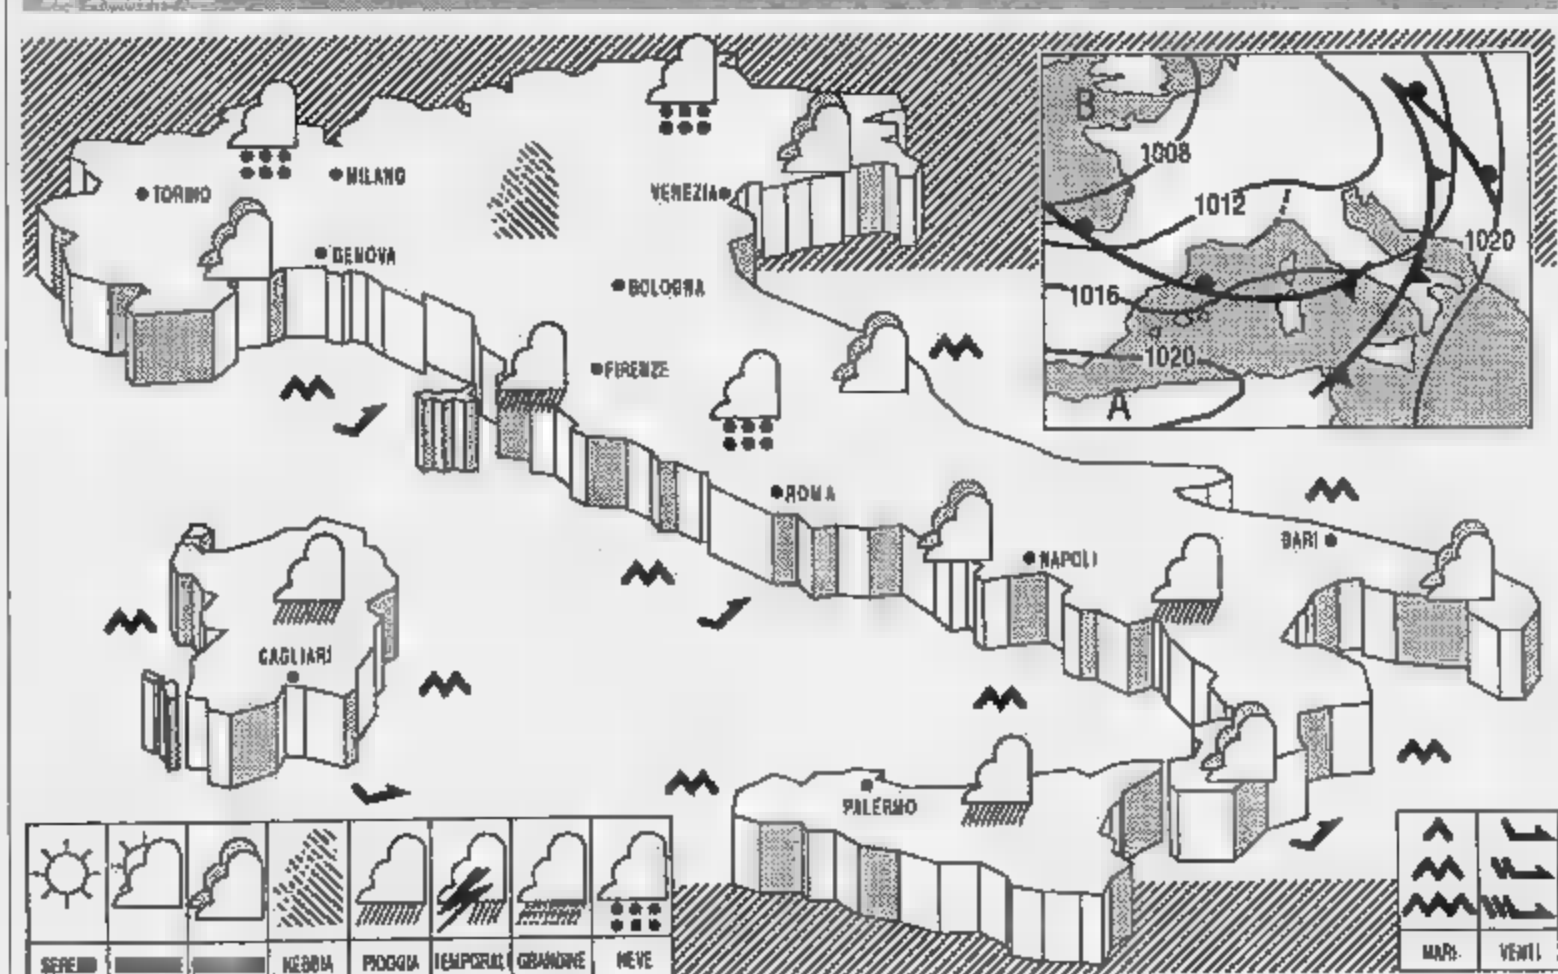 B
1008
TORINO
MILANO
VENEZIA
1012
1020
GENOVA
BOLOGNA
1016
FIRENZE
1020
A
ROMA
NAPOLI
BARI
CAGLIARI
PALERMO
NEBBIA PIOGGIA TEMPORALI GRANDINE NEVE
MARI VENTI